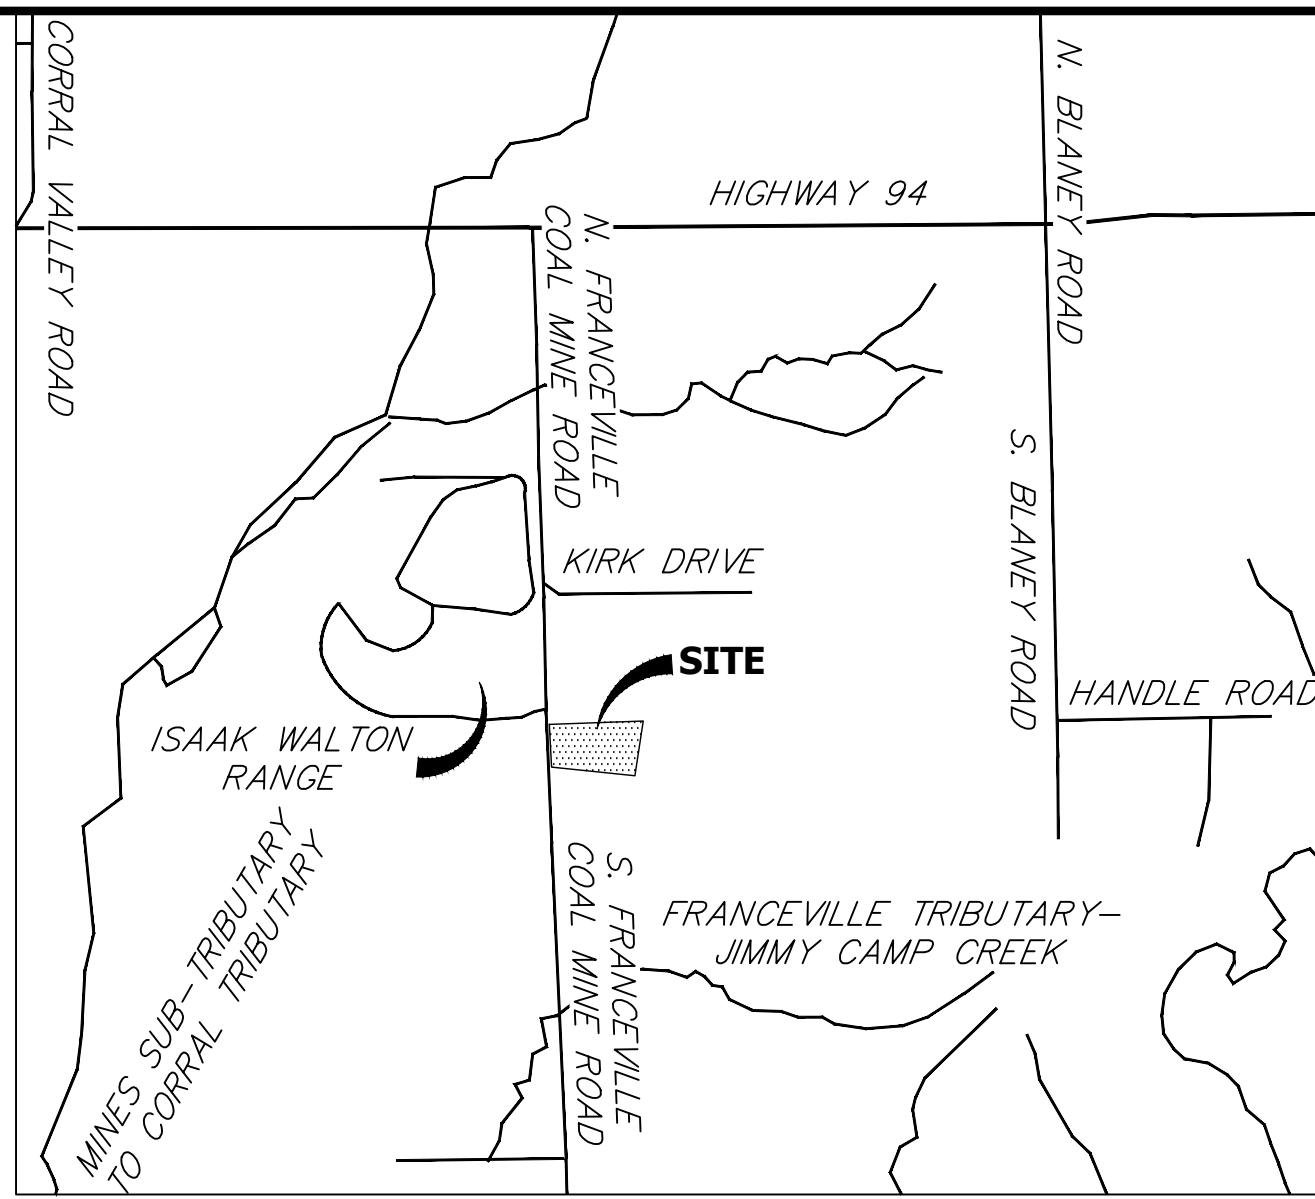 CORRAL VALLEY ROAD
N. BLANEY ROAD
HIGHWAY 94
N. FRANCEVILLE
COAL MINE ROAD
S. BLANEY ROAD
KIRK DRIVE
SITE
HANDLE ROAD
ISAAK WALTON
RANGE
MINES SUB-TRIBUTARY
TO CORRAL TRIBUTARY
S. FRANCEVILLE
COAL MINE ROAD
FRANCEVILLE TRIBUTARY-
JIMMY CAMP CREEK